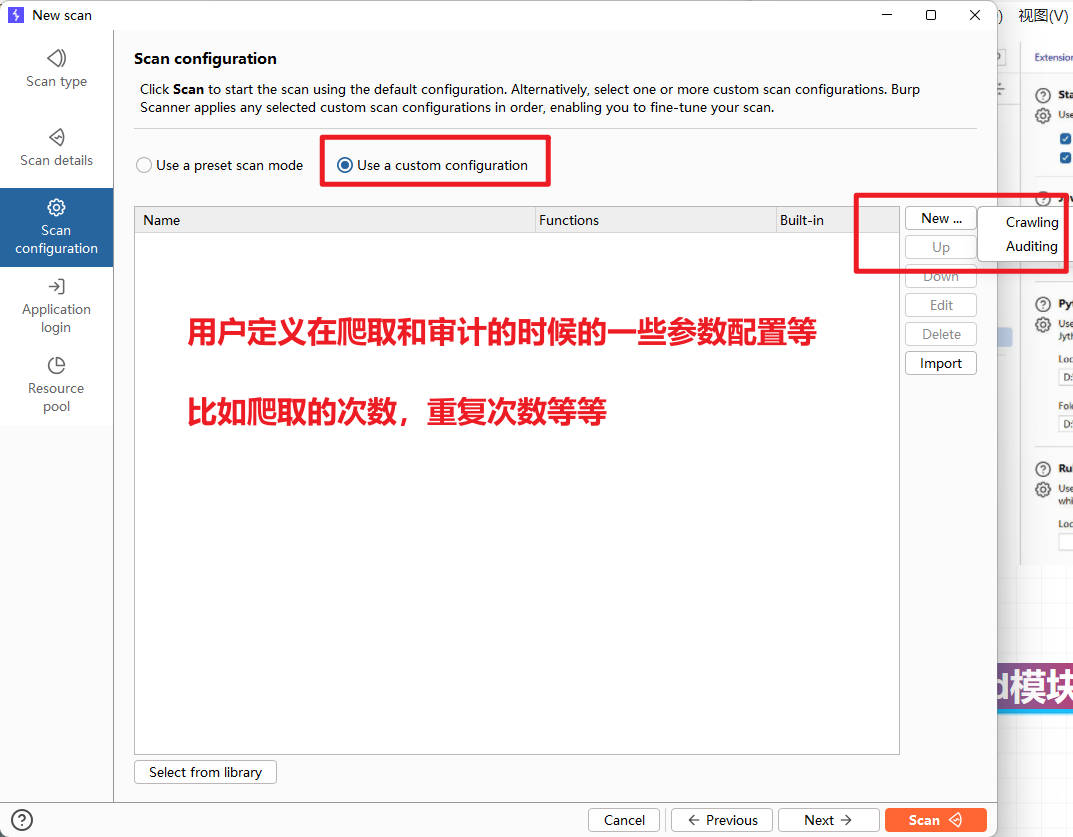 New scan
视图(V)
Scan type
Scan details
Scan
configuration
Application
login
Resource
pool
Scan configuration
Click Scan to start the scan using the default configuration. Alternatively, select one or more custom scan configurations. Burp
Scanner applies any selected custom scan configurations in order, enabling you to fine-tune your scan.
Use a preset scan mode
Use a custom configuration
Name
Functions
Built-in
New ...
Crawling
Auditing
Up
Down
Edit
Delete
Import
用户定义在爬取和审计的时候的一些参数配置等
比如爬取的次数，重复次数等等
Select from library
Cancel
Previous
Next
Scan
Extension
Use
Pyt
Use
Jyth
Loc
D:
Fol
D:
Ru
Use
whi
Loc
d模块